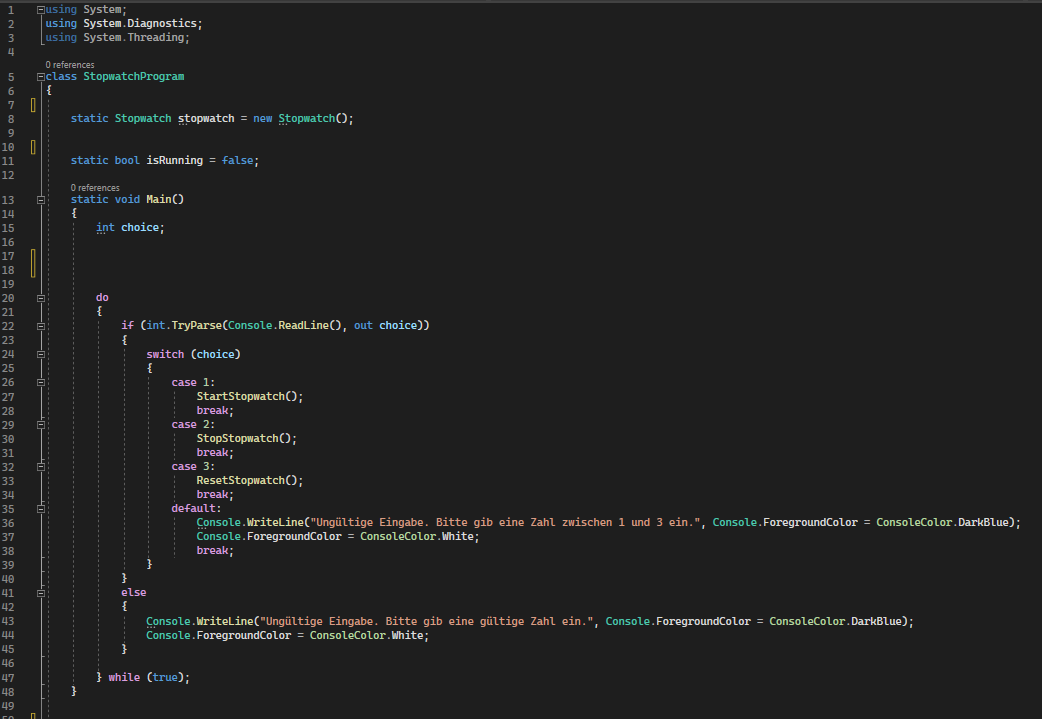 1 using System;
2 using System.Diagnostics;
3 using System.Threading;
4
0 references
5 class StopwatchProgram
6 {
7
8 static Stopwatch stopwatch = new Stopwatch();
9
10
11 static bool isRunning = false;
12
0 references
13 static void Main()
14 {
15 int choice;
16
17
18
19
20 do
21 {
22 if (int.TryParse(Console.ReadLine(), out choice))
23 {
24 switch (choice)
25 {
26 case 1:
27 StartStopwatch();
28 break;
29 case 2:
30 StopStopwatch();
31 break;
32 case 3:
33 ResetStopwatch();
34 break;
35 default:
36 Console.WriteLine("Ungültige Eingabe. Bitte gib eine Zahl zwischen 1 und 3 ein.", Console.ForegroundColor = ConsoleColor.DarkBlue);
37 Console.ForegroundColor = ConsoleColor.White;
38 break;
39 }
40 }
41 else
42 {
43 Console.WriteLine("Ungültige Eingabe. Bitte gib eine gültige Zahl ein.", Console.ForegroundColor = ConsoleColor.DarkBlue);
44 Console.ForegroundColor = ConsoleColor.White;
45 }
46
47 } while (true);
48 }
49